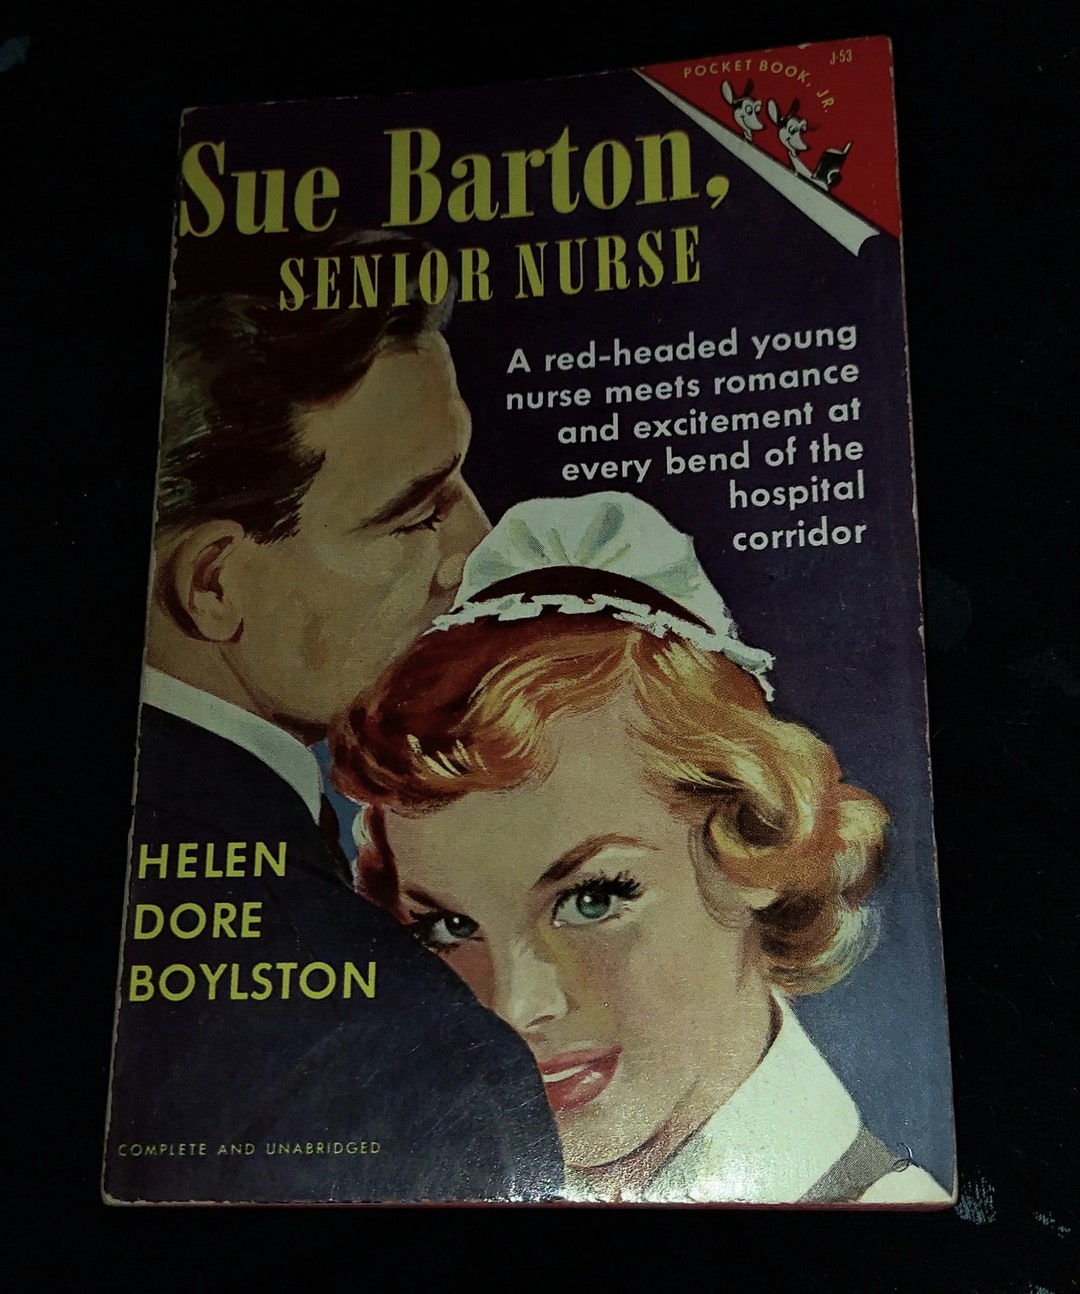 POCKET BOOK, JR.
J-53
Sue Barton,
SENIOR NURSE
A red-headed young
nurse meets romance
and excitement at
every bend of the
hospital
corridor
HELEN
DORE
BOYLSTON
COMPLETE AND UNABRIDGED